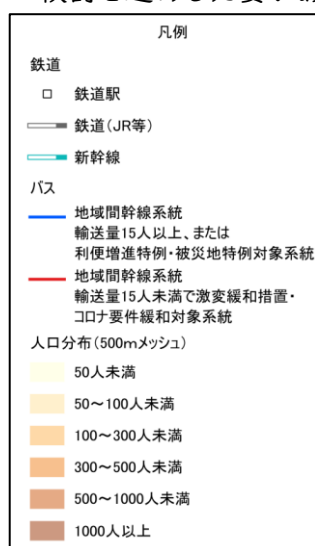 凡例
鉄道
鉄道駅
鉄道(JR等)
新幹線
バス
地域間幹線系統
輸送量15人以上、または
利便増進特例・被災地特例対象系統
地域間幹線系統
輸送量15人未満で激変緩和措置・
コロナ要件緩和対象系統
人口分布(500mメッシュ)
50人未満
50~100人未満
100~300人未満
300~500人未満
500~1000人未満
1000人以上